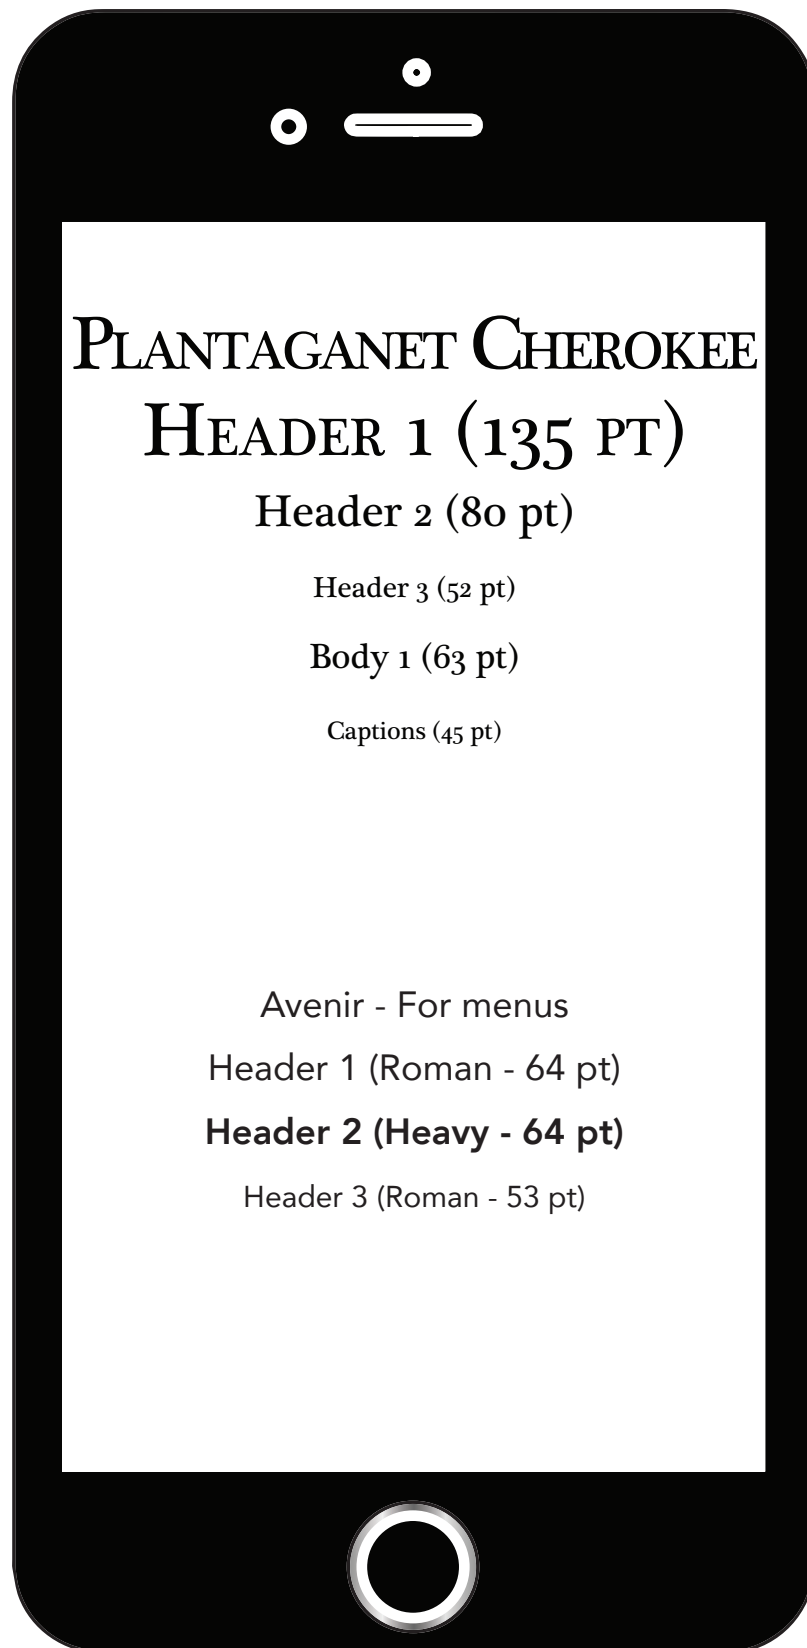 Plantaganet Cherokee
Header 1 (135 pt)
Header 2 (80 pt)
Header 3 (52 pt)
Body 1 (63 pt)
Captions (45 pt)
Avenir - For menus
Header 1 (Roman - 64 pt)
Header 2 (Heavy - 64 pt)
Header 3 (Roman - 53 pt)